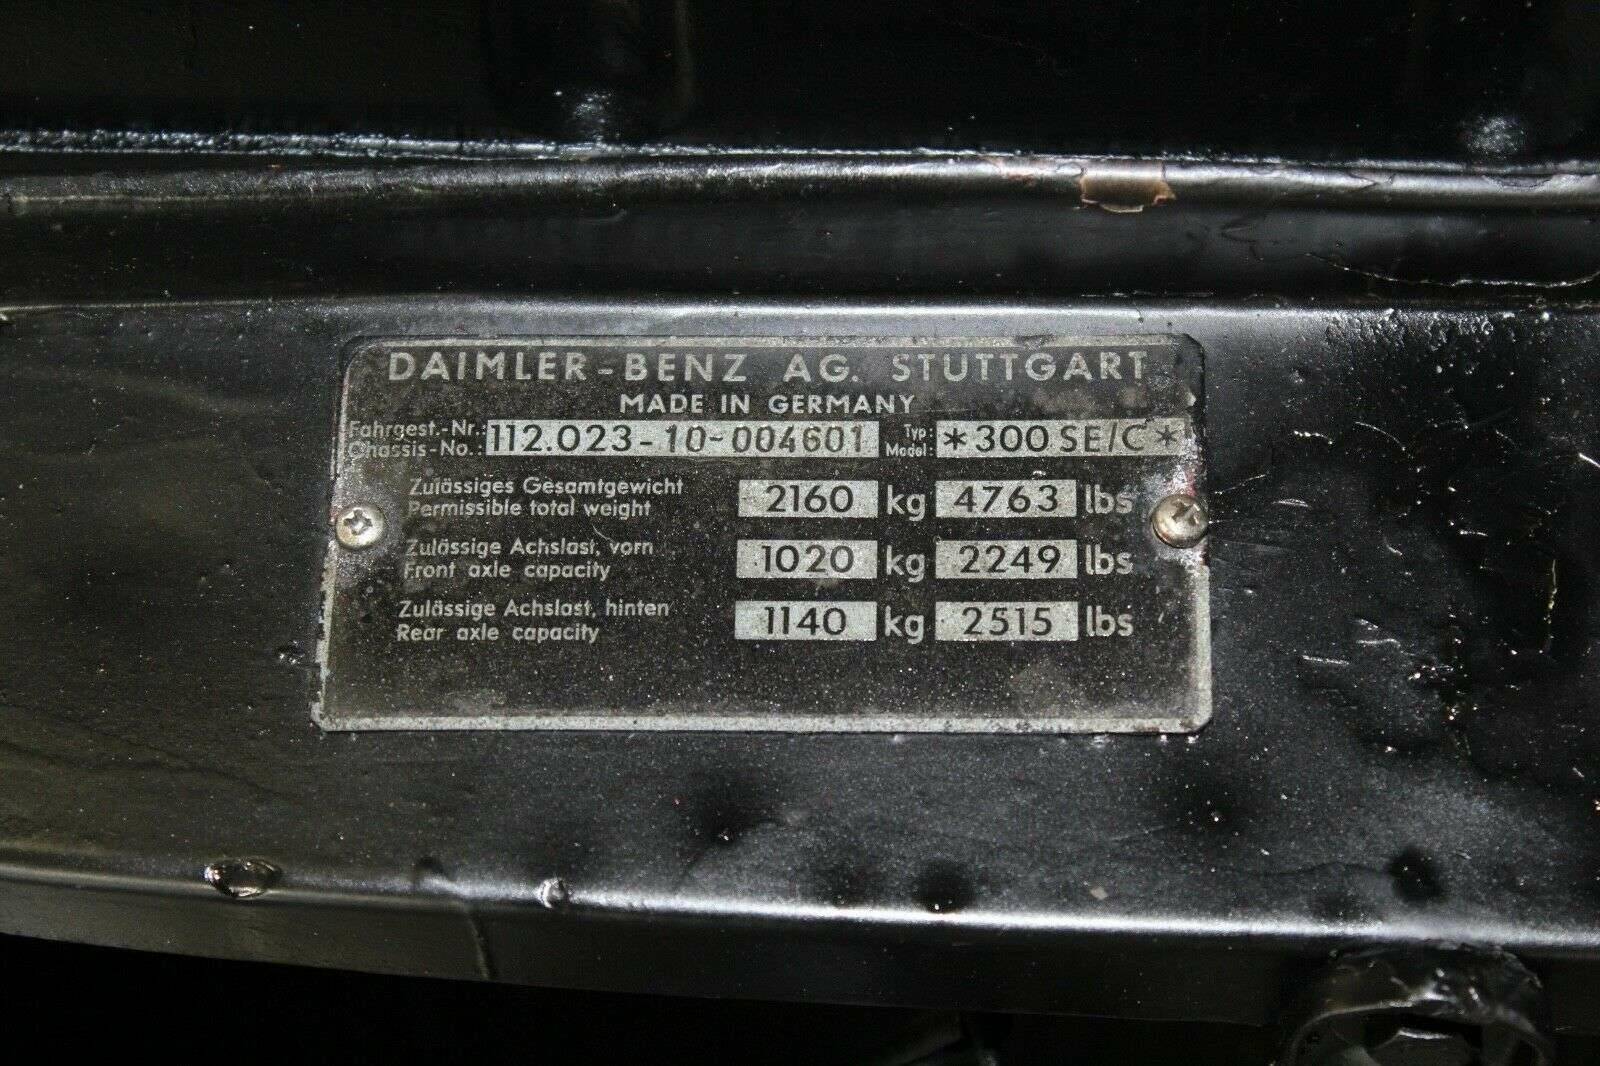 DAIMLER-BENZ AG. STUTTGART
MADE IN GERMANY
Fahrgest.-Nr.: 112.023-10-004601 Typ: *300 SE/C*
Chassis-No.: Model:
Zulässiges Gesamtgewicht 2160 kg 4763 lbs
Permissible total weight
Zulässige Achslast, vorn 1020 kg 2249 lbs
Front axle capacity
Zulässige Achslast, hinten 1140 kg 2515 lbs
Rear axle capacity